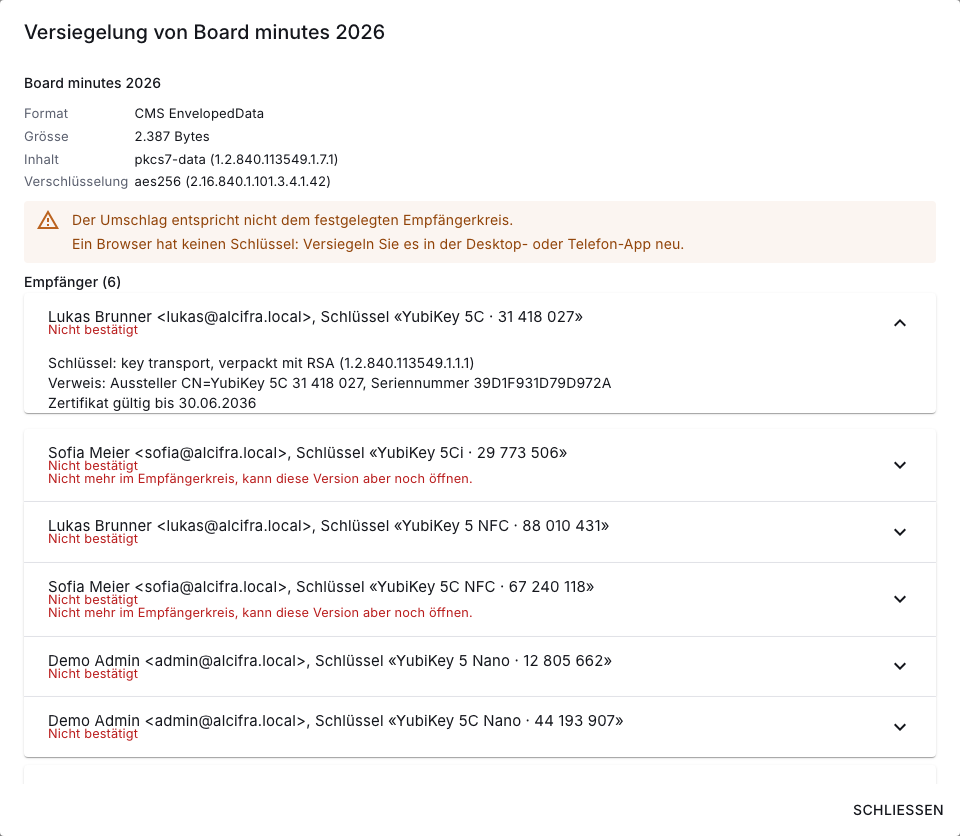 Versiegelung von Board minutes 2026
Board minutes 2026
Format CMS EnvelopedData
Grösse 2.387 Bytes
Inhalt pkcs7-data (1.2.840.113549.1.7.1)
Verschlüsselung aes256 (2.16.840.1.101.3.4.1.42)
Der Umschlag entspricht nicht dem festgelegten Empfängerkreis.
Ein Browser hat keinen Schlüssel: Versiegeln Sie es in der Desktop- oder Telefon-App neu.
Empfänger (6)
Lukas Brunner <lukas@alcifra.local>, Schlüssel «YubiKey 5C · 31 418 027»
Nicht bestätigt
Schlüssel: key transport, verpackt mit RSA (1.2.840.113549.1.1.1)
Verweis: Aussteller CN=YubiKey 5C 31 418 027, Seriennummer 39D1F931D79D972A
Zertifikat gültig bis 30.06.2036
Sofia Meier <sofia@alcifra.local>, Schlüssel «YubiKey 5Ci · 29 773 506»
Nicht bestätigt
Nicht mehr im Empfängerkreis, kann diese Version aber noch öffnen.
Lukas Brunner <lukas@alcifra.local>, Schlüssel «YubiKey 5 NFC · 88 010 431»
Nicht bestätigt
Sofia Meier <sofia@alcifra.local>, Schlüssel «YubiKey 5C NFC · 67 240 118»
Nicht bestätigt
Nicht mehr im Empfängerkreis, kann diese Version aber noch öffnen.
Demo Admin <admin@alcifra.local>, Schlüssel «YubiKey 5 Nano · 12 805 662»
Nicht bestätigt
Demo Admin <admin@alcifra.local>, Schlüssel «YubiKey 5C Nano · 44 193 907»
Nicht bestätigt
SCHLIESSEN